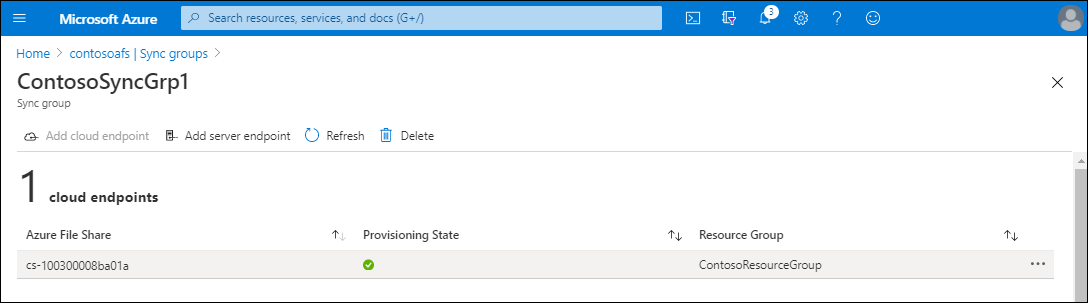 Microsoft Azure
Search resources, services, and docs (G+/)
3
Home > contosoafs | Sync groups >
ContosoSyncGrp1
Sync group
Add cloud endpoint Add server endpoint Refresh Delete
1 cloud endpoints
Azure File Share Provisioning State Resource Group
cs-100300008ba01a ContosoResourceGroup